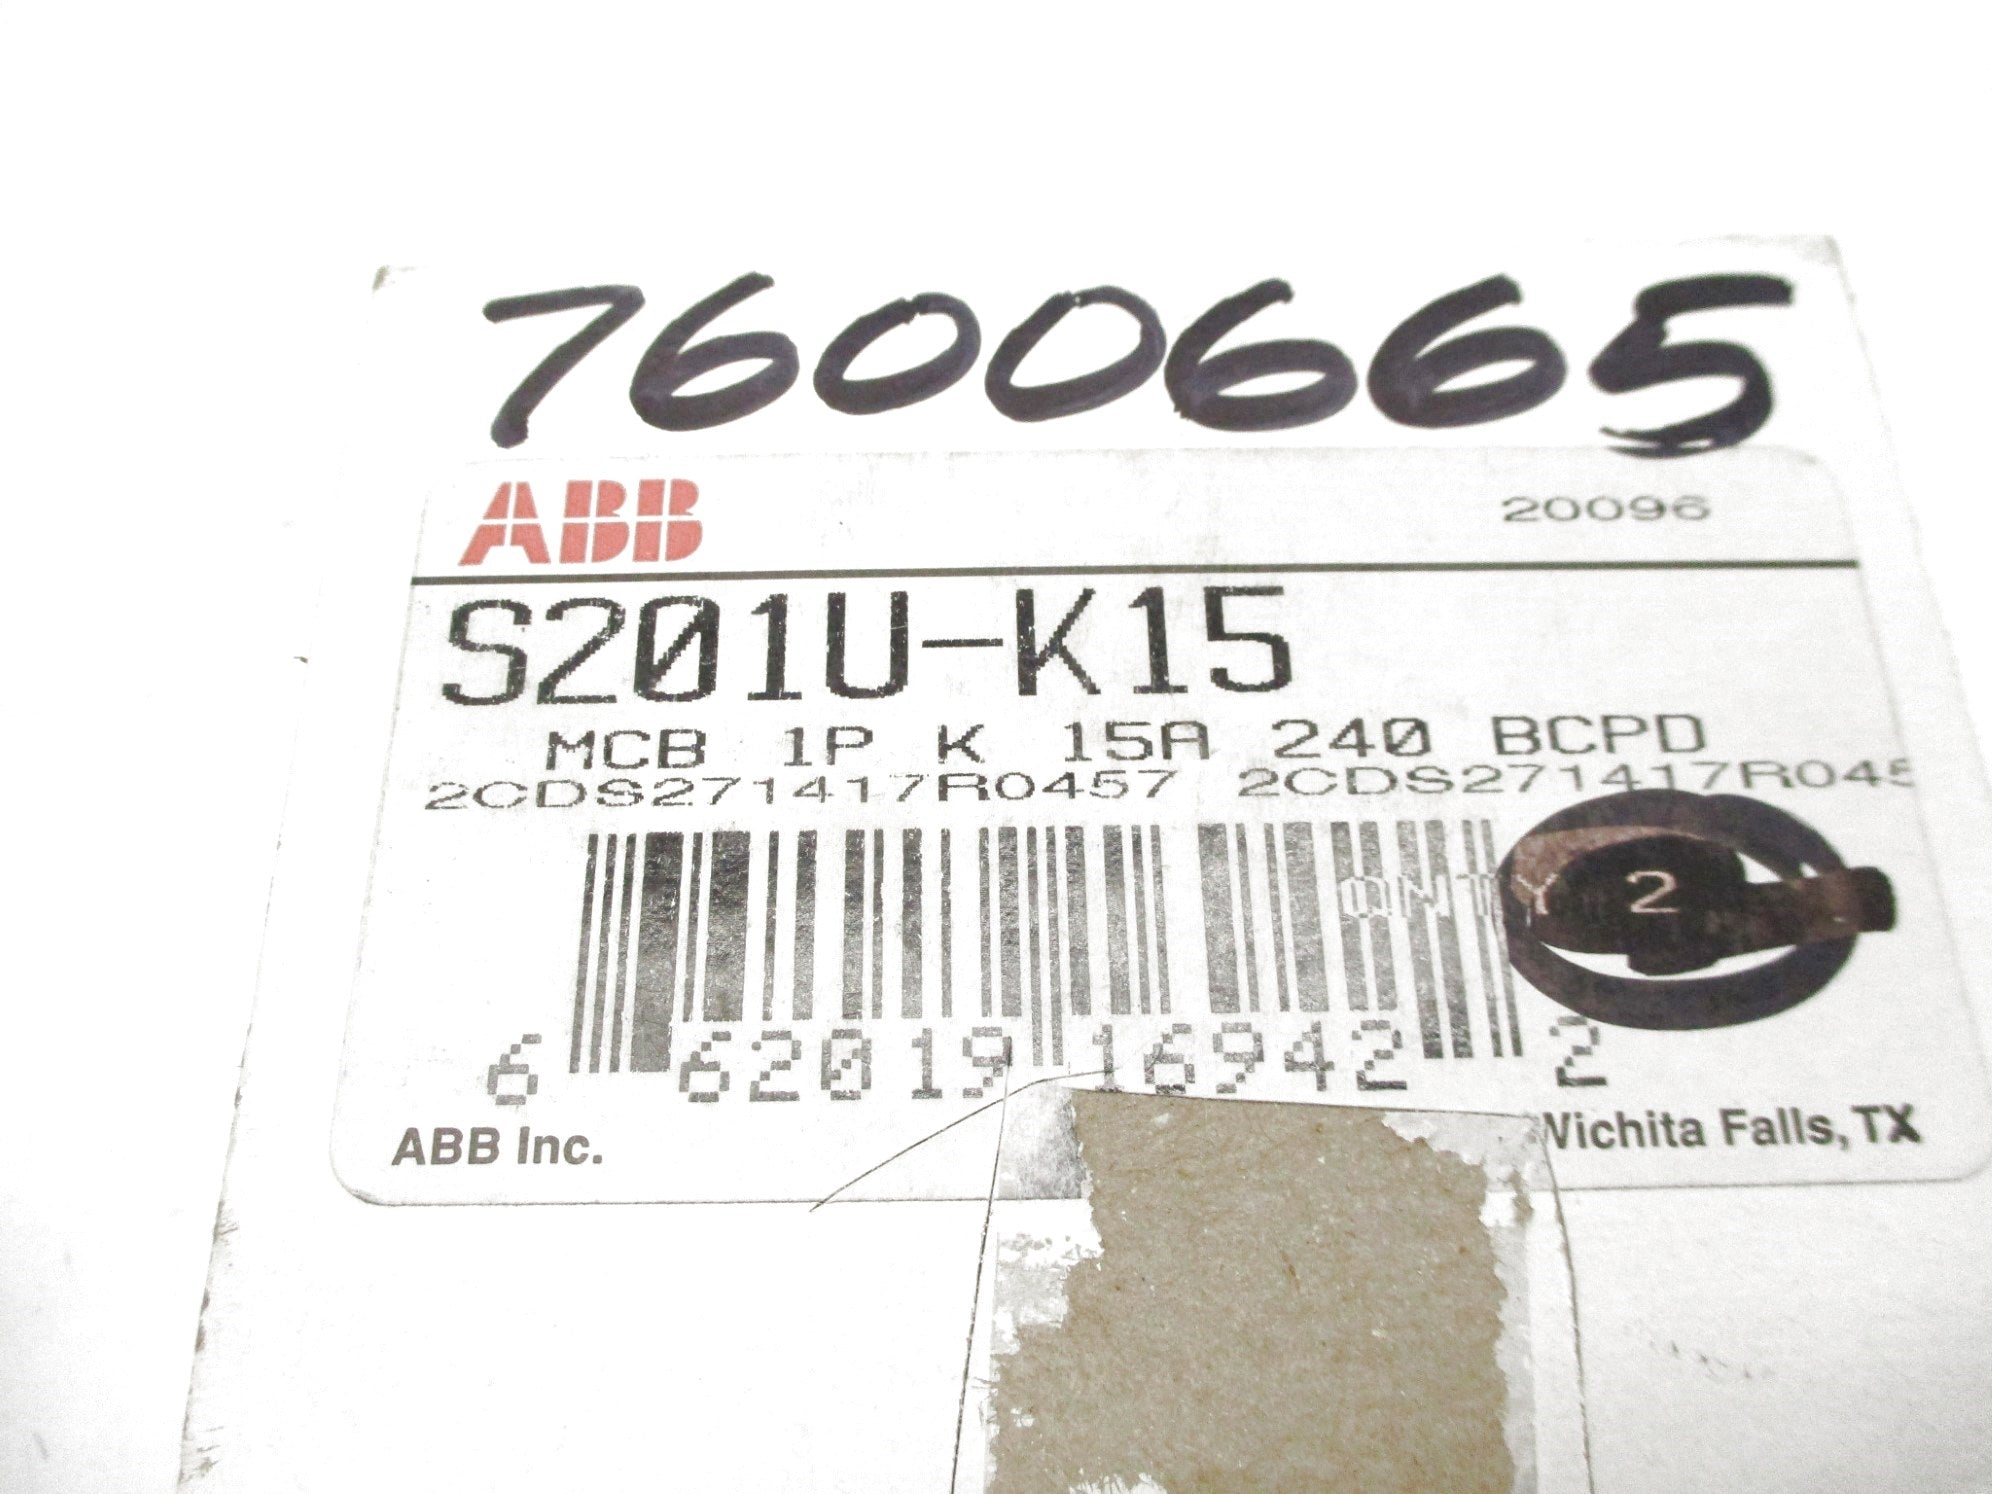 7600665
ABB 20096
S201U-K15
MCB 1P K 15A 240 BCPD
2CDS271417R0457 2CDS271417R045
QNTY 2
6 62019 16942 2
ABB Inc. Wichita Falls, TX